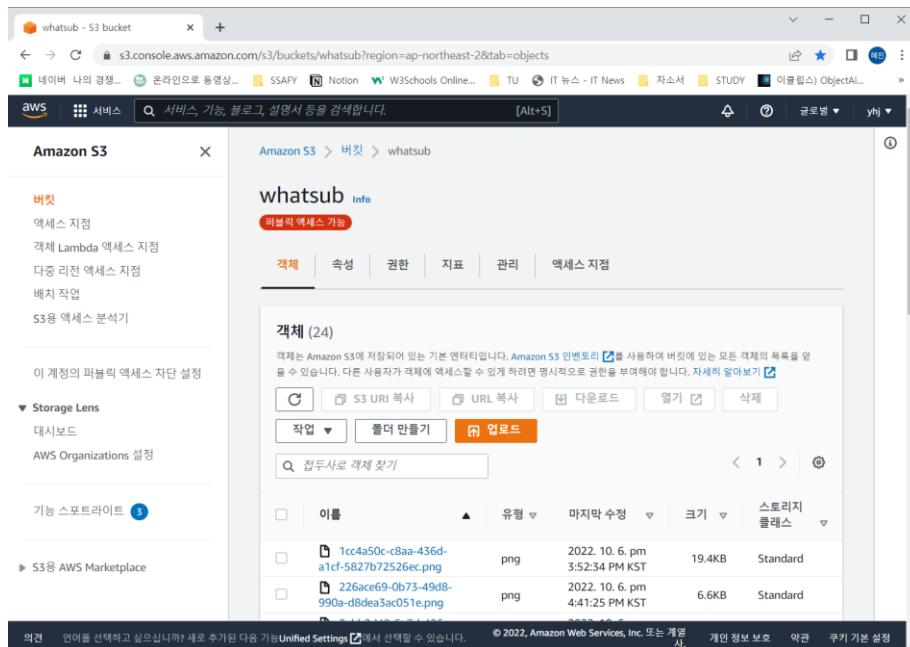 whatsub - S3 bucket
s3.console.aws.amazon.com/s3/buckets/whatsub?region=ap-northeast-2&tab=objects
혜진
네이버 나의 경쟁... 온라인으로 동영상... SSAFY Notion W3Schools Online... TU IT 뉴스 - IT News 자소서 STUDY 이클립스) ObjectAl... »
aws 서비스 서비스, 기능, 블로그, 설명서 등을 검색합니다. [Alt+S] 글로벌 ▼ yhj ▼
Amazon S3
버킷
액세스 지점
객체 Lambda 액세스 지점
다중 리전 액세스 지점
배치 작업
S3용 액세스 분석기
이 계정의 퍼블릭 액세스 차단 설정
▼ Storage Lens
대시보드
AWS Organizations 설정
기능 스포트라이트 3
▶ S3용 AWS Marketplace
Amazon S3 > 버킷 > whatsub
whatsub Info
퍼블릭 액세스 가능
객체 속성 권한 지표 관리 액세스 지점
객체 (24)
객체는 Amazon S3에 저장되어 있는 기본 엔터티입니다. Amazon S3 인벤토리 를 사용하여 버킷에 있는 모든 객체의 목록을 얻
을 수 있습니다. 다른 사용자가 객체에 액세스할 수 있게 하려면 명시적으로 권한을 부여해야 합니다. 자세히 알아보기
S3 URI 복사 URL 복사 다운로드 열기 삭제
작업 ▼ 폴더 만들기 업로드
접두사로 객체 찾기
< 1 >
이름 ▲ 유형 마지막 수정 크기 스토리지 클래스
1cc4a50c-c8aa-436d-
a1cf-5827b72526ec.png png 2022. 10. 6. pm 3:52:34 PM KST 19.4KB Standard
226ace69-0b73-49d8-
990a-d8dea3ac051e.png png 2022. 10. 6. pm 4:41:25 PM KST 6.6KB Standard
의견 언어를 선택하고 싶으십니까? 새로 추가된 다음 기능Unified Settings 에서 선택할 수 있습니다. © 2022, Amazon Web Services, Inc. 또는 계열사. 개인 정보 보호 약관 쿠키 기본 설정